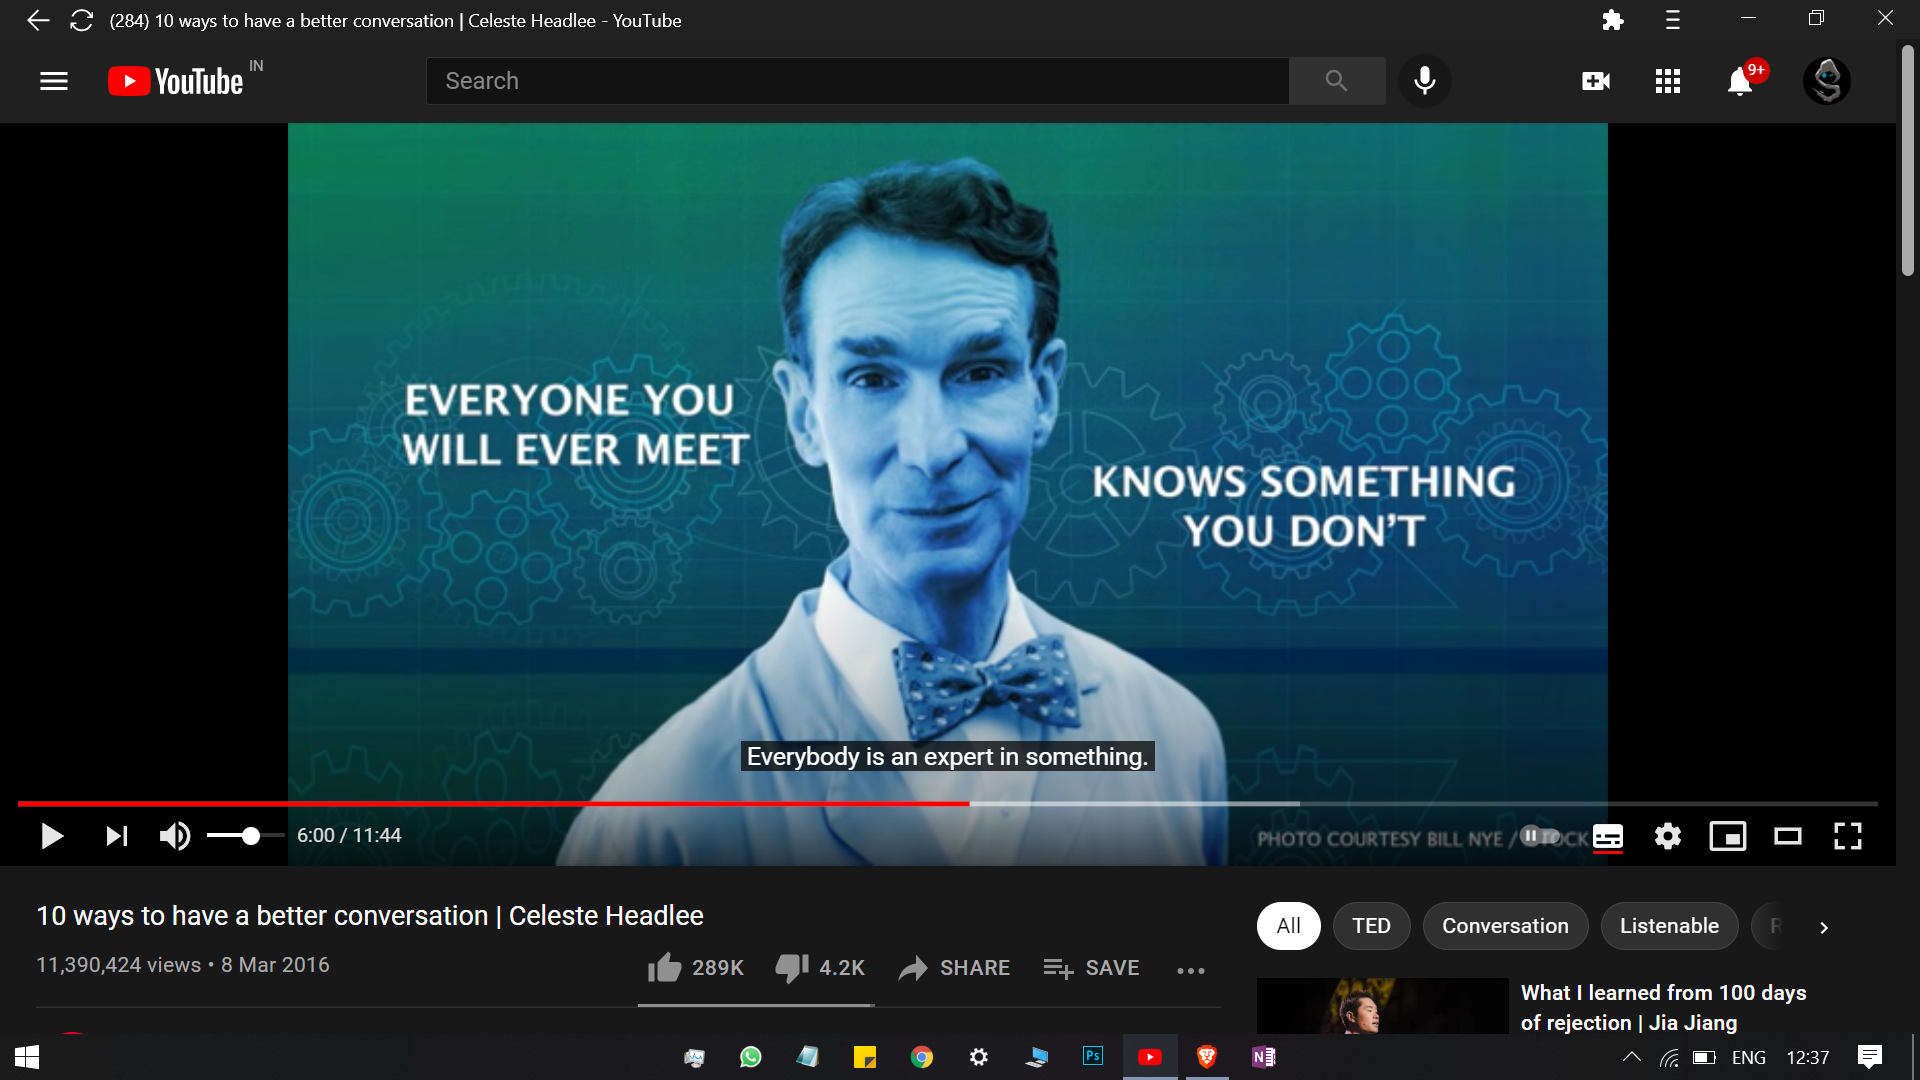 (284) 10 ways to have a better conversation | Celeste Headlee - YouTube
YouTube IN
Search
9+
EVERYONE YOU
WILL EVER MEET
KNOWS SOMETHING
YOU DON'T
Everybody is an expert in something.
6:00 / 11:44
PHOTO COURTESY BILL NYE /
10 ways to have a better conversation | Celeste Headlee
11,390,424 views • 8 Mar 2016
289K
4.2K
SHARE
SAVE
All
TED
Conversation
Listenable
What I learned from 100 days
of rejection | Jia Jiang
Ps
N
ENG
12:37